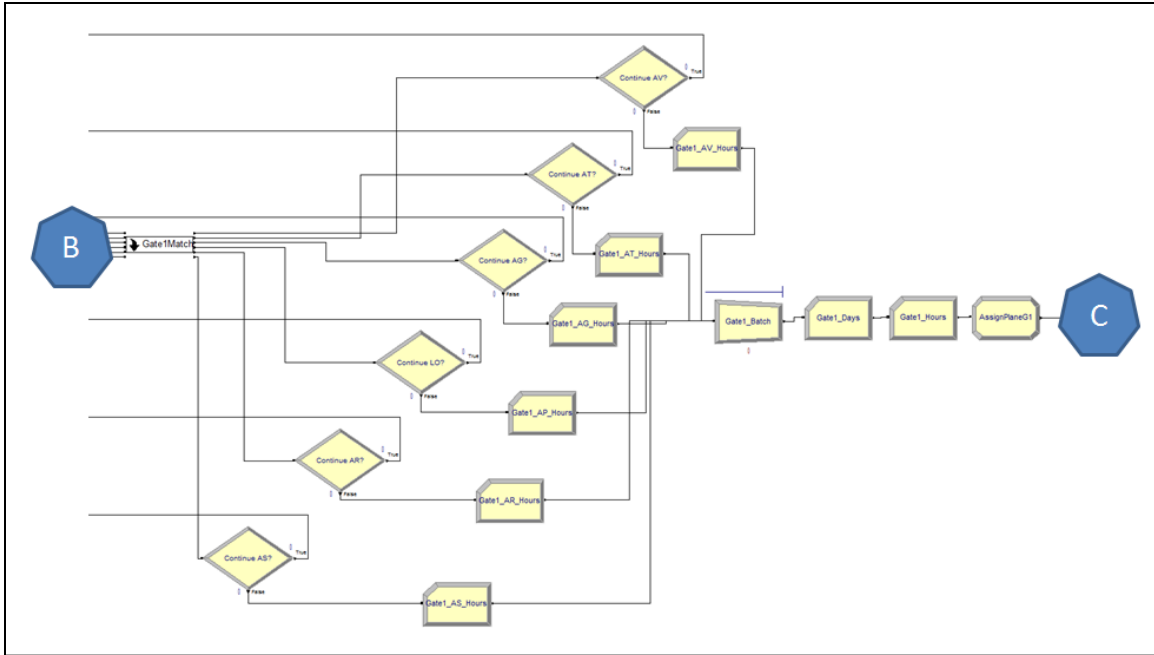 Continue AV?
True
False
Gate1_AV_Hours
Continue AT?
True
False
B
Gate1Match
Gate1_AT_Hours
Continue AG?
True
False
Gate1_AG_Hours
Gate1_Batch
Gate1_Days
Gate1_Hours
AssignPlaneG1
C
Continue LO?
True
False
Gate1_AP_Hours
Continue AR?
True
False
Gate1_AR_Hours
Continue AS?
True
False
Gate1_AS_Hours